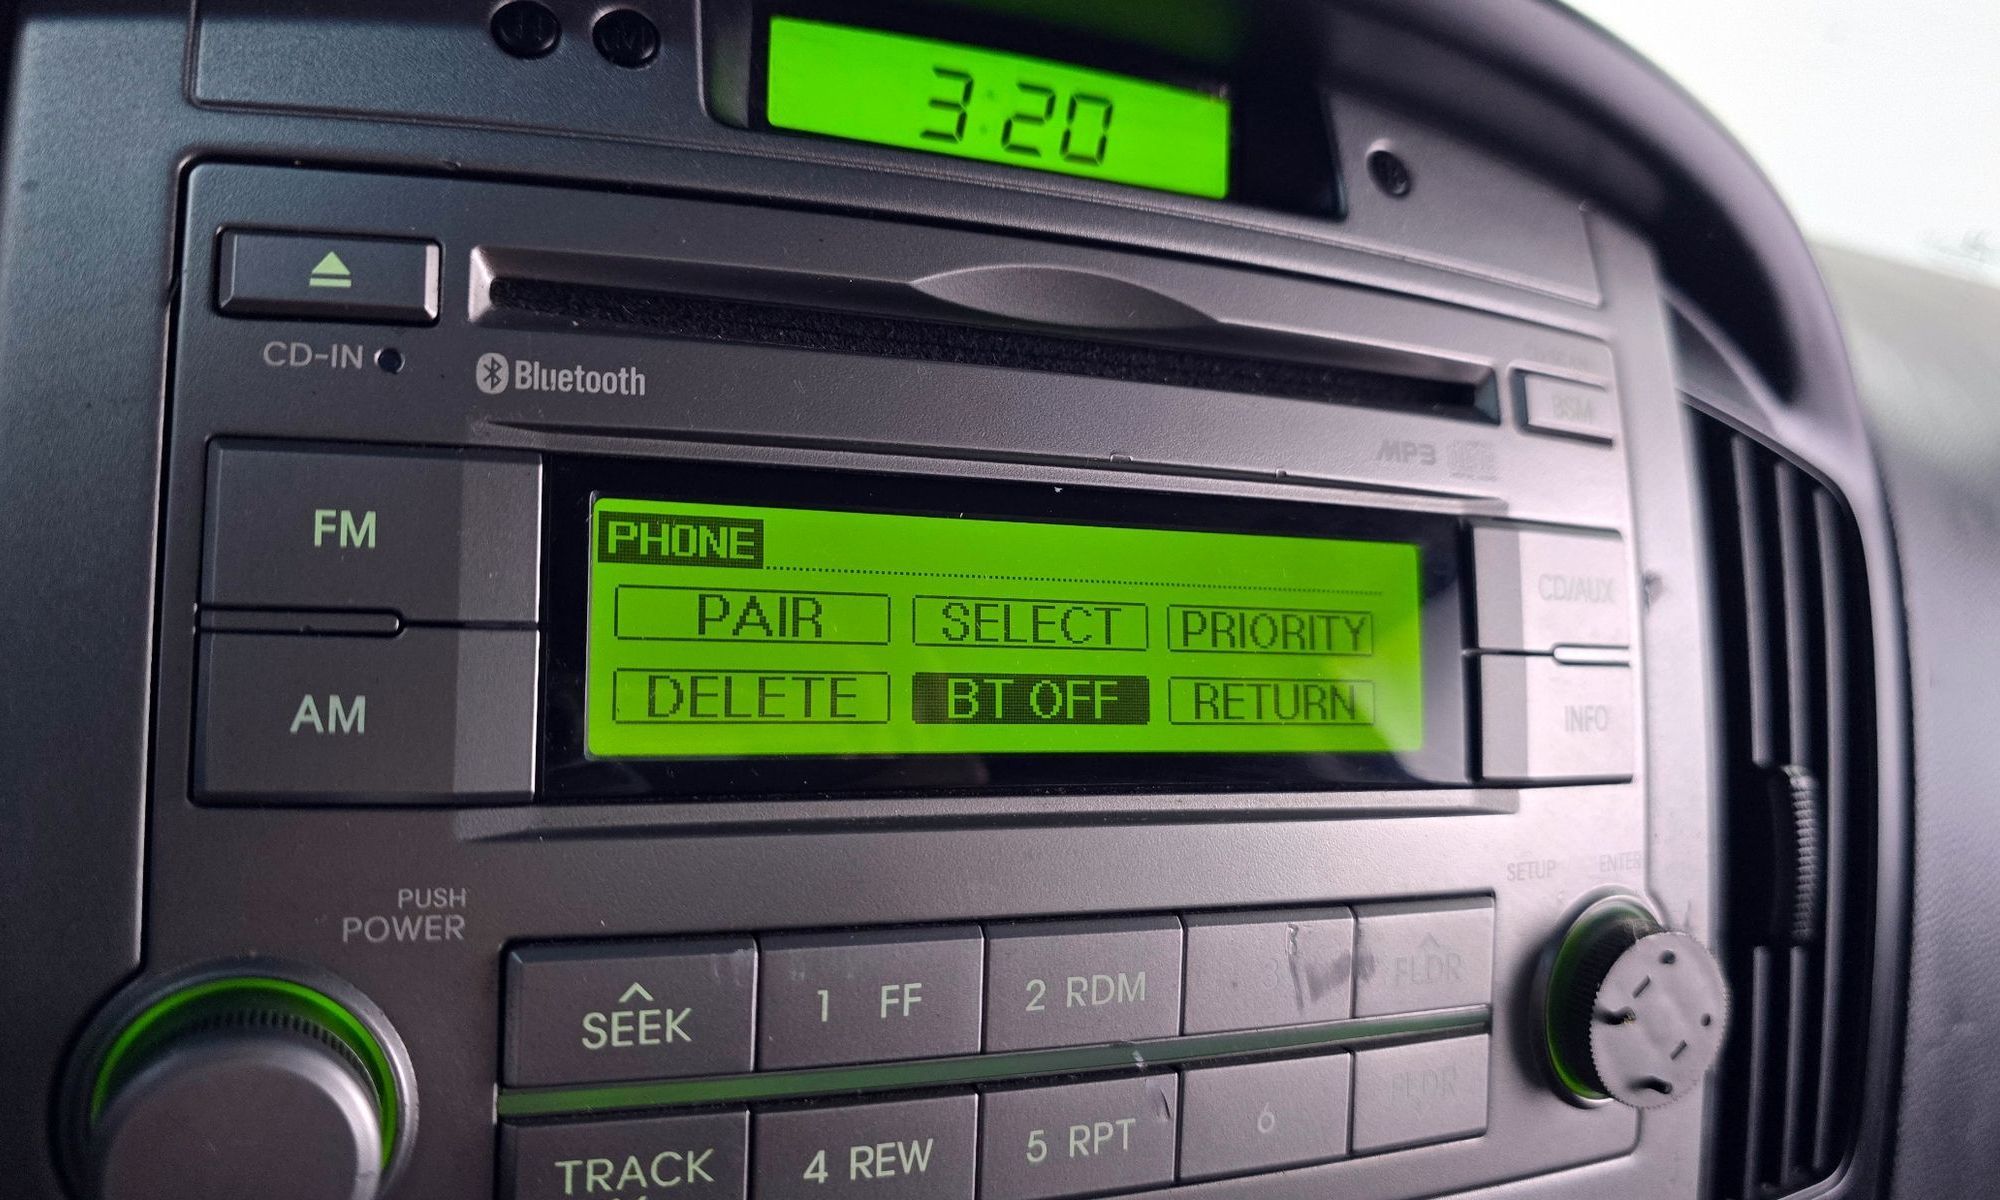 3:20
CD-IN
Bluetooth
BSM
MP3
FM
PHONE
PAIR SELECT PRIORITY
DELETE BT OFF RETURN
CD/AUX
AM
INFO
PUSH
POWER
SETUP ENTER
SEEK 1 FF 2 RDM 3 FLDR
TRACK 4 REW 5 RPT 6 FLDR